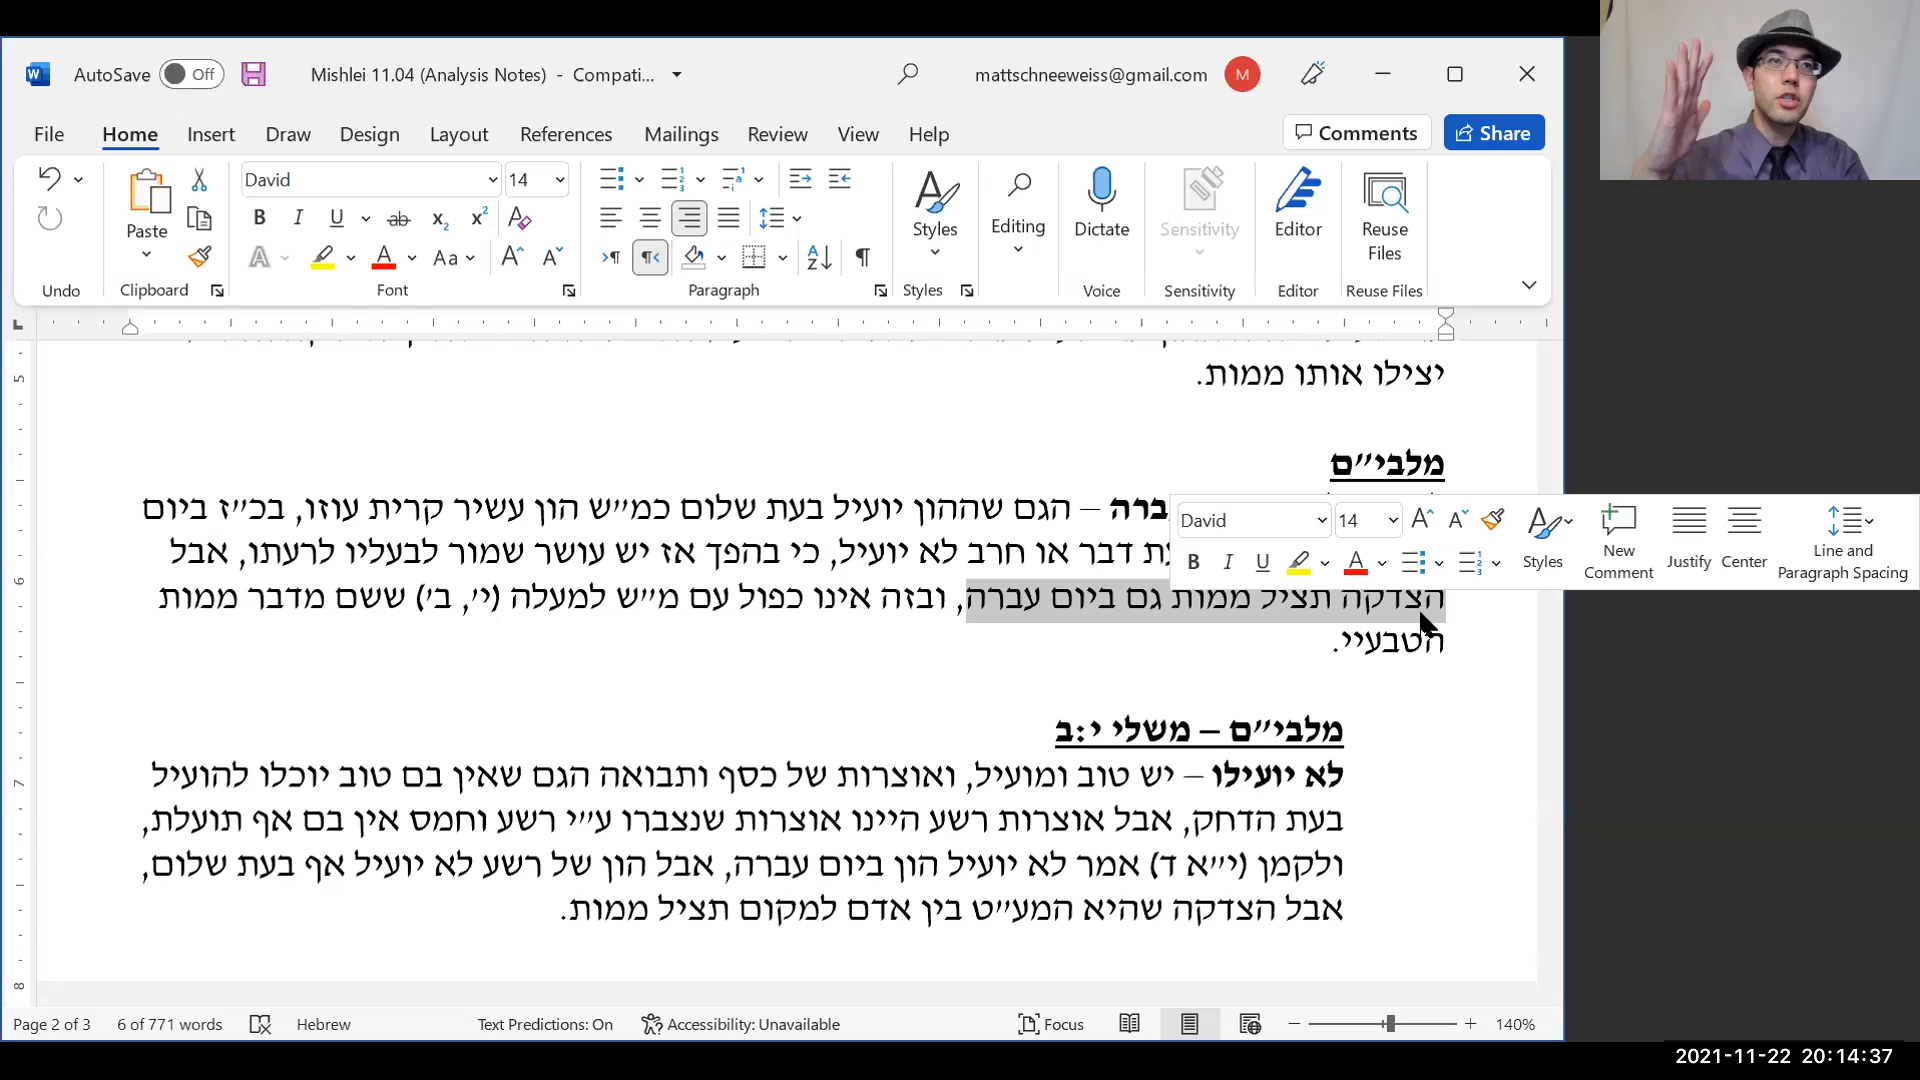 AutoSave Off Mishlei 11.04 (Analysis Notes) - Compati... mattschneeweiss@gmail.com M
File Home Insert Draw Design Layout References Mailings Review View Help Comments Share
David 14
Paste Styles Editing Dictate Sensitivity Editor Reuse Files
Undo Clipboard Font Paragraph Styles Voice Sensitivity Editor Reuse Files
יצילו אותו ממות.
מלבי״ם
ברה – הגם שההון יועיל בעת שלום כמ״ש הון עשיר קרית עוזו, בכ״ז ביום
ת דבר או חרב לא יועיל, כי בהפך אז יש עושר שמור לבעליו לרעתו, אבל
הצדקה תציל ממות גם ביום עברה, ובזה אינו כפול עם מ״ש למעלה (י׳, ב׳) ששם מדבר ממות
הטבעיי.
David 14
B I U Styles New Comment Justify Center Line and Paragraph Spacing
מלבי״ם – משלי י:ב
לא יועילו – יש טוב ומועיל, ואוצרות של כסף ותבואה הגם שאין בם טוב יוכלו להועיל
בעת הדחק, אבל אוצרות רשע היינו אוצרות שנצברו ע״י רשע וחמס אין בם אף תועלת,
ולקמן (י״א ד) אמר לא יועיל הון ביום עברה, אבל הון של רשע לא יועיל אף בעת שלום,
אבל הצדקה שהיא המע״ט בין אדם למקום תציל ממות.
Page 2 of 3 6 of 771 words Hebrew Text Predictions: On Accessibility: Unavailable Focus 140%
2021-11-22 20:14:37